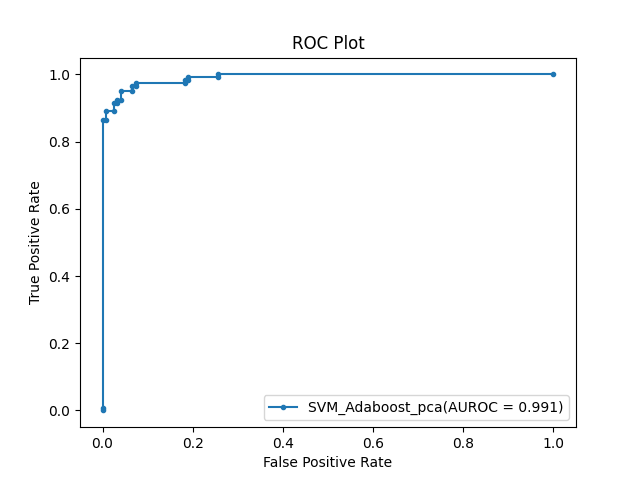 ROC Plot
1.0
0.8
0.6
0.4
0.2
0.0
True Positive Rate
SVM_Adaboost_pca(AUROC = 0.991)
0.0 0.2 0.4 0.6 0.8 1.0
False Positive Rate